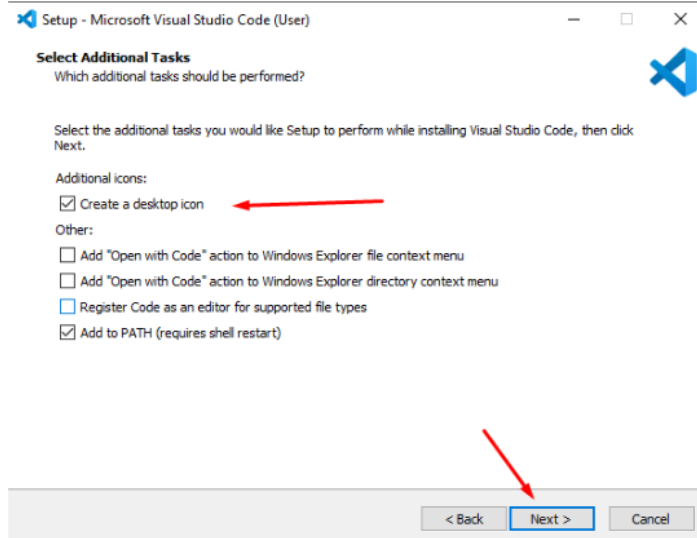 Setup - Microsoft Visual Studio Code (User)
Select Additional Tasks
Which additional tasks should be performed?
Select the additional tasks you would like Setup to perform while installing Visual Studio Code, then click
Next.
Additional icons:
Create a desktop icon
Other:
Add "Open with Code" action to Windows Explorer file context menu
Add "Open with Code" action to Windows Explorer directory context menu
Register Code as an editor for supported file types
Add to PATH (requires shell restart)
< Back Next > Cancel